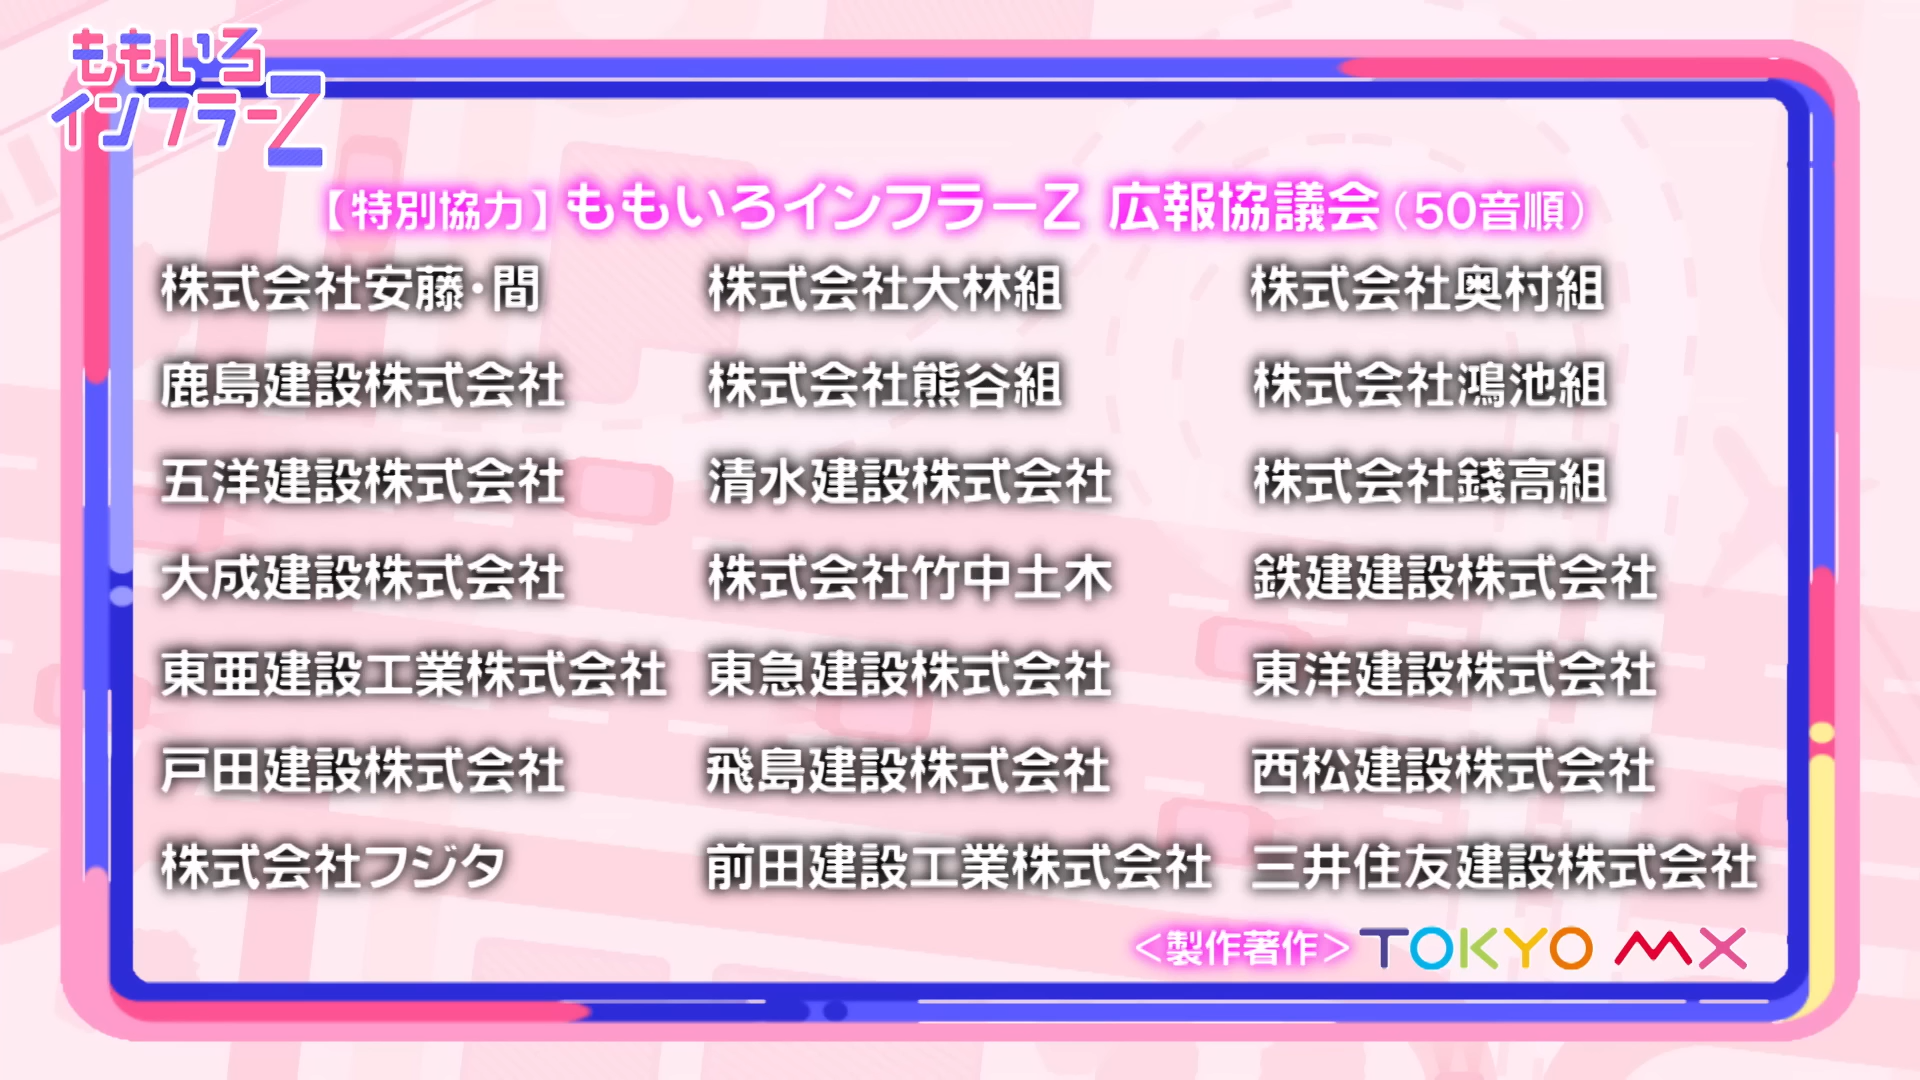 ももいろ
インフラーZ
【特別協力】ももいろインフラーZ 広報協議会（50音順）
株式会社安藤・間 株式会社大林組 株式会社奥村組
鹿島建設株式会社 株式会社熊谷組 株式会社鴻池組
五洋建設株式会社 清水建設株式会社 株式会社錢高組
大成建設株式会社 株式会社竹中土木 鉄建建設株式会社
東亜建設工業株式会社 東急建設株式会社 東洋建設株式会社
戸田建設株式会社 飛島建設株式会社 西松建設株式会社
株式会社フジタ 前田建設工業株式会社 三井住友建設株式会社
＜製作著作＞TOKYO MX